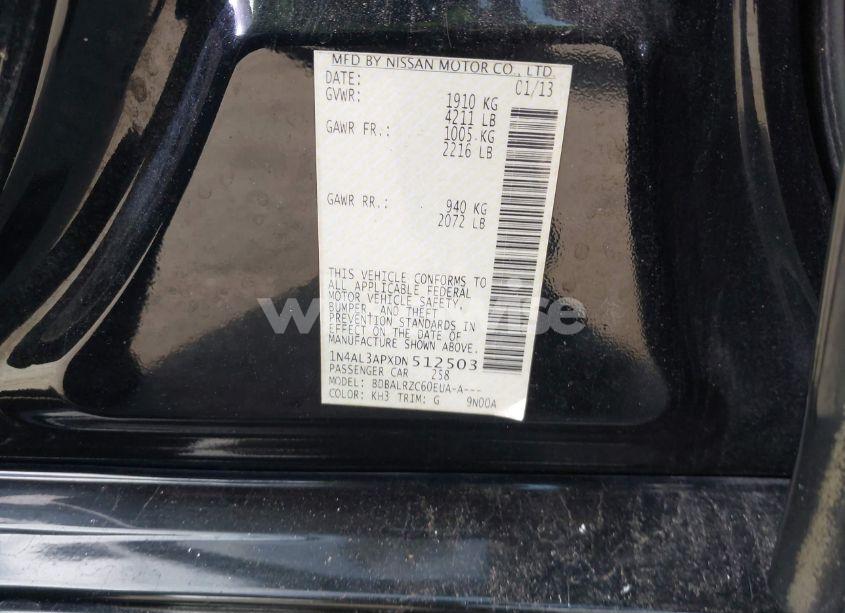 MFD BY NISSAN MOTOR CO., LTD.
DATE: 01/13
GVWR: 1910 KG
4211 LB
GAWR FR.: 1005 KG
2216 LB
GAWR RR.: 940 KG
2072 LB
THIS VEHICLE CONFORMS TO
ALL APPLICABLE FEDERAL
MOTOR VEHICLE SAFETY,
BUMPER, AND THEFT
PREVENTION STANDARDS IN
EFFECT ON THE DATE OF
MANUFACTURE SHOWN ABOVE.
1N4AL3APXDN512503
PASSENGER CAR 258
MODEL: BDBALRZC60EUA-A---
COLOR: KH3 TRIM: G 9N00A